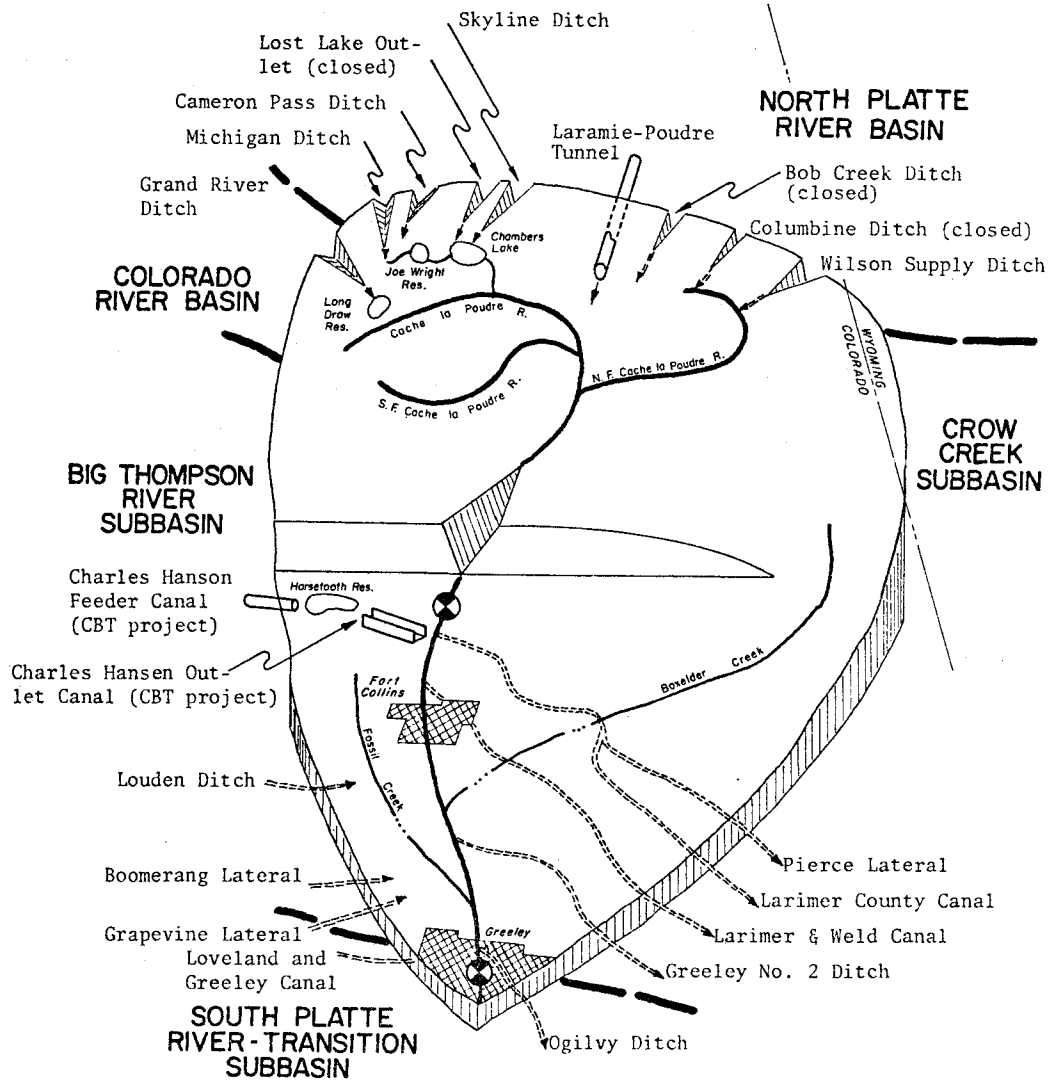 Skyline Ditch
Lost Lake Out-
let (closed)
Cameron Pass Ditch
Michigan Ditch
Grand River
Ditch
Laramie-Poudre
Tunnel
NORTH PLATTE
RIVER BASIN
Bob Creek Ditch
(closed)
Columbine Ditch (closed)
Wilson Supply Ditch
COLORADO
RIVER BASIN
Chambers
Lake
Joe Wright
Res.
Long
Draw
Res.
Cache la Poudre R.
S.F. Cache la Poudre R.
N.F. Cache la Poudre R.
WYOMING
COLORADO
CROW
CREEK
SUBBASIN
BIG THOMPSON
RIVER
SUBBASIN
Charles Hanson
Feeder Canal
(CBT project)
Horsetooth Res.
Charles Hansen Out-
let Canal (CBT project)
Fort
Collins
Boxelder Creek
Fossil
Creek
Louden Ditch
Boomerang Lateral
Grapevine Lateral
Loveland and
Greeley Canal
Greeley
Pierce Lateral
Larimer County Canal
Larimer & Weld Canal
Greeley No. 2 Ditch
Ogilvy Ditch
SOUTH PLATTE
RIVER-TRANSITION
SUBBASIN